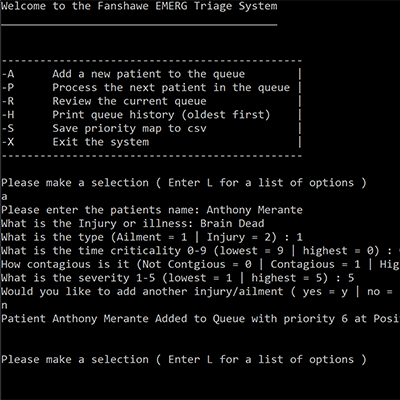 Welcome to the Fanshawe EMERG Triage System
-A Add a new patient to the queue |
-P Process the next patient in the queue |
-R Review the current queue |
-H Print queue history (oldest first) |
-S Save priority map to csv |
-X Exit the system |
Please make a selection ( Enter L for a list of options )
a
Please enter the patients name: Anthony Merante
What is the Injury or illness: Brain Dead
What is the type (Ailment = 1 | Injury = 2) : 1
What is the time criticality 0-9 (lowest = 9 | highest = 0) :
How contagious is it (Not Contgious = 0 | Contagious = 1 | Hig
What is the severity 1-5 (lowest = 1 | highest = 5) : 5
Would you like to add another injury/ailment ( yes = y | no =
n
Patient Anthony Merante Added to Queue with priority 6 at Posi
Please make a selection ( Enter L for a list of options )